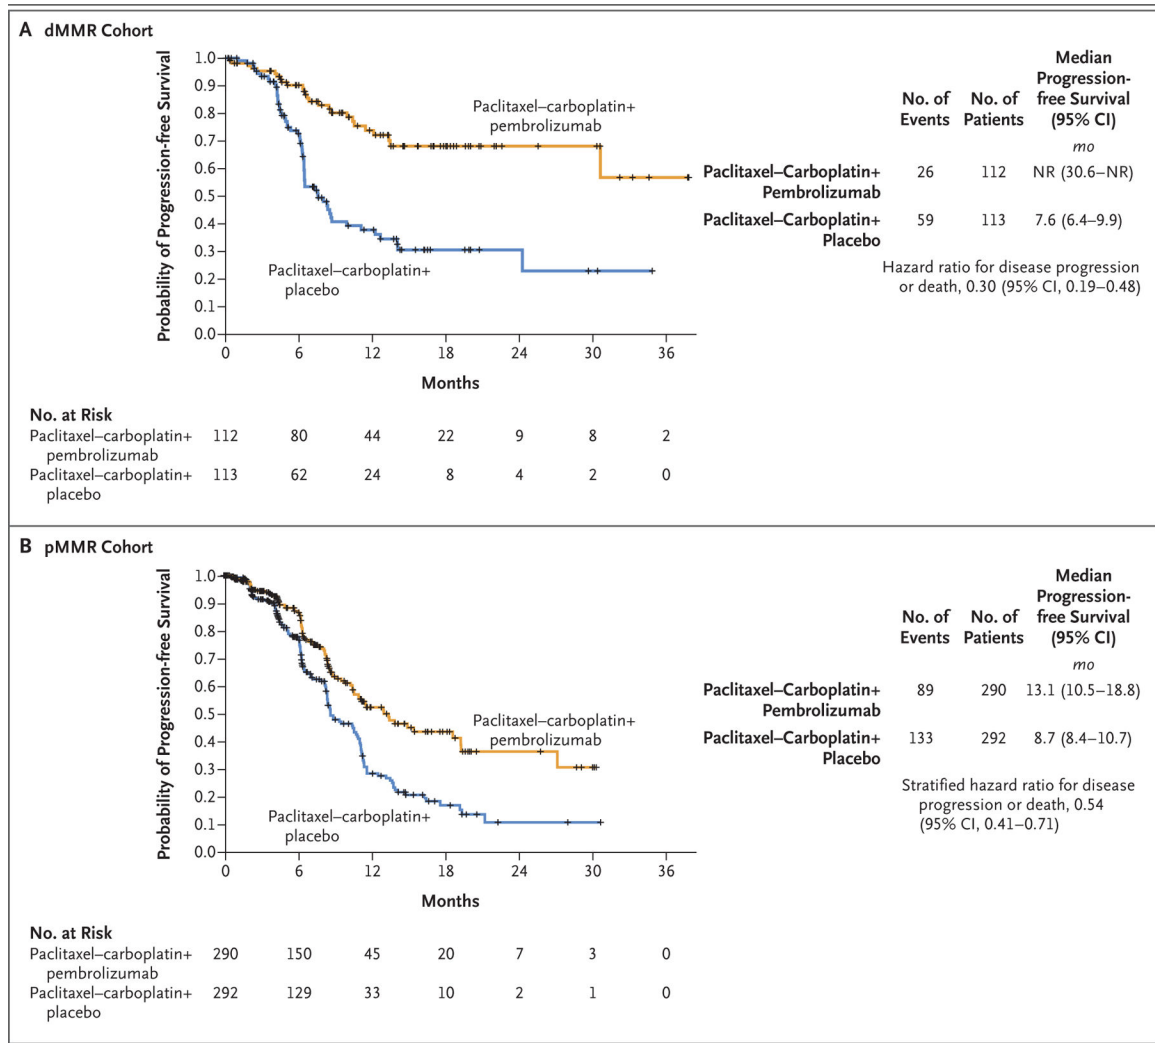 A dMMR Cohort
Probability of Progression-free Survival
1.0
0.9
0.8
0.7
0.6
0.5
0.4
0.3
0.2
0.1
0.0
0 6 12 18 24 30 36
Months
Paclitaxel–carboplatin+
pembrolizumab
Paclitaxel–carboplatin+
placebo
Median
Progression-
No. of No. of free Survival
Events Patients (95% CI)
mo
Paclitaxel–Carboplatin+ 26 112 NR (30.6–NR)
Pembrolizumab
Paclitaxel–Carboplatin+ 59 113 7.6 (6.4–9.9)
Placebo
Hazard ratio for disease progression
or death, 0.30 (95% CI, 0.19–0.48)
No. at Risk
Paclitaxel–carboplatin+ 112 80 44 22 9 8 2
pembrolizumab
Paclitaxel–carboplatin+ 113 62 24 8 4 2 0
placebo
B pMMR Cohort
Probability of Progression-free Survival
1.0
0.9
0.8
0.7
0.6
0.5
0.4
0.3
0.2
0.1
0.0
0 6 12 18 24 30 36
Months
Paclitaxel–carboplatin+
pembrolizumab
Paclitaxel–carboplatin+
placebo
Median
Progression-
No. of No. of free Survival
Events Patients (95% CI)
mo
Paclitaxel–Carboplatin+ 89 290 13.1 (10.5–18.8)
Pembrolizumab
Paclitaxel–Carboplatin+ 133 292 8.7 (8.4–10.7)
Placebo
Stratified hazard ratio for disease
progression or death, 0.54
(95% CI, 0.41–0.71)
No. at Risk
Paclitaxel–carboplatin+ 290 150 45 20 7 3 0
pembrolizumab
Paclitaxel–carboplatin+ 292 129 33 10 2 1 0
placebo